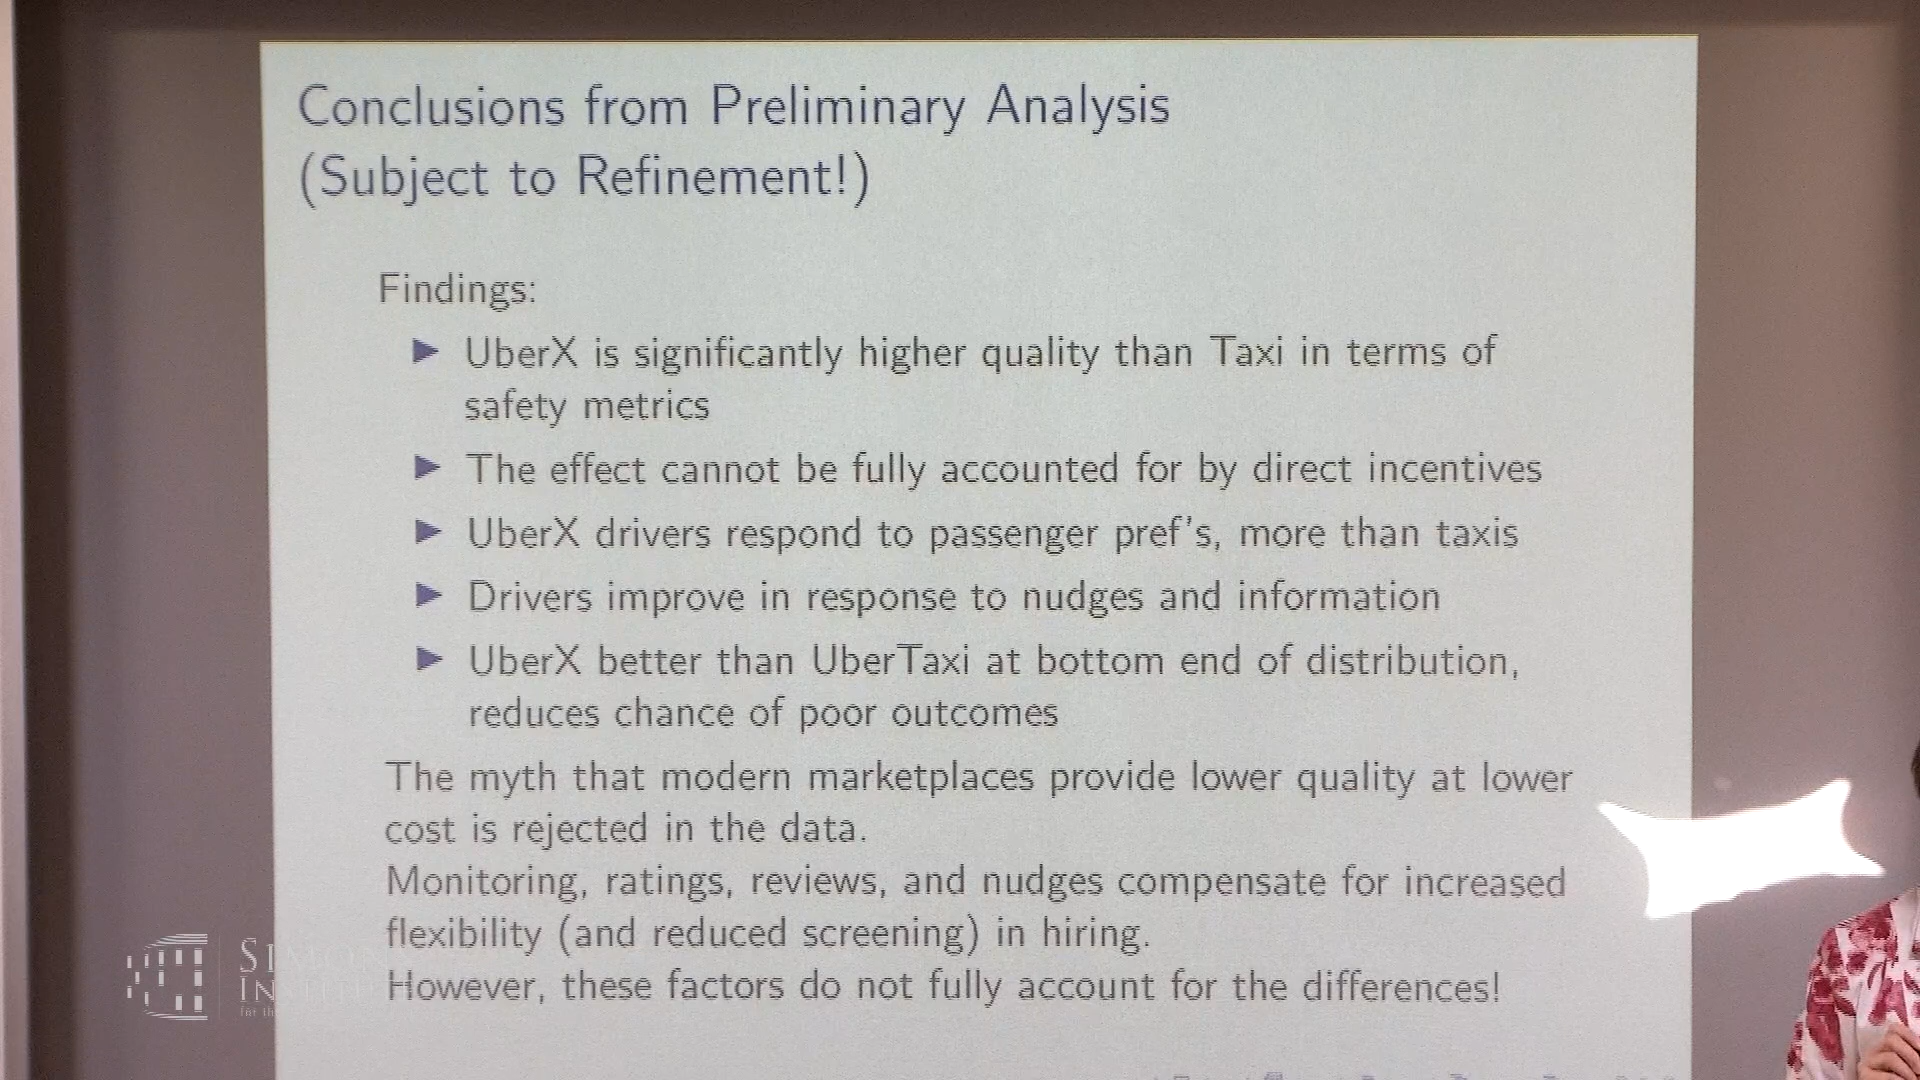 Conclusions from Preliminary Analysis
(Subject to Refinement!)
Findings:
UberX is significantly higher quality than Taxi in terms of
safety metrics
The effect cannot be fully accounted for by direct incentives
UberX drivers respond to passenger pref's, more than taxis
Drivers improve in response to nudges and information
UberX better than UberTaxi at bottom end of distribution,
reduces chance of poor outcomes
The myth that modern marketplaces provide lower quality at lower
cost is rejected in the data.
Monitoring, ratings, reviews, and nudges compensate for increased
flexibility (and reduced screening) in hiring.
However, these factors do not fully account for the differences!